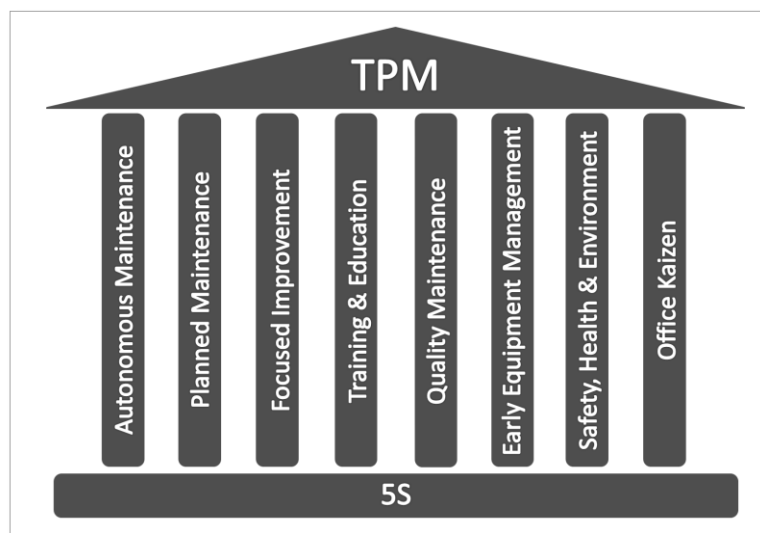 TPM
Autonomous Maintenance
Planned Maintenance
Focused Improvement
Training & Education
Quality Maintenance
Early Equipment Management
Safety, Health & Environment
Office Kaizen
5S